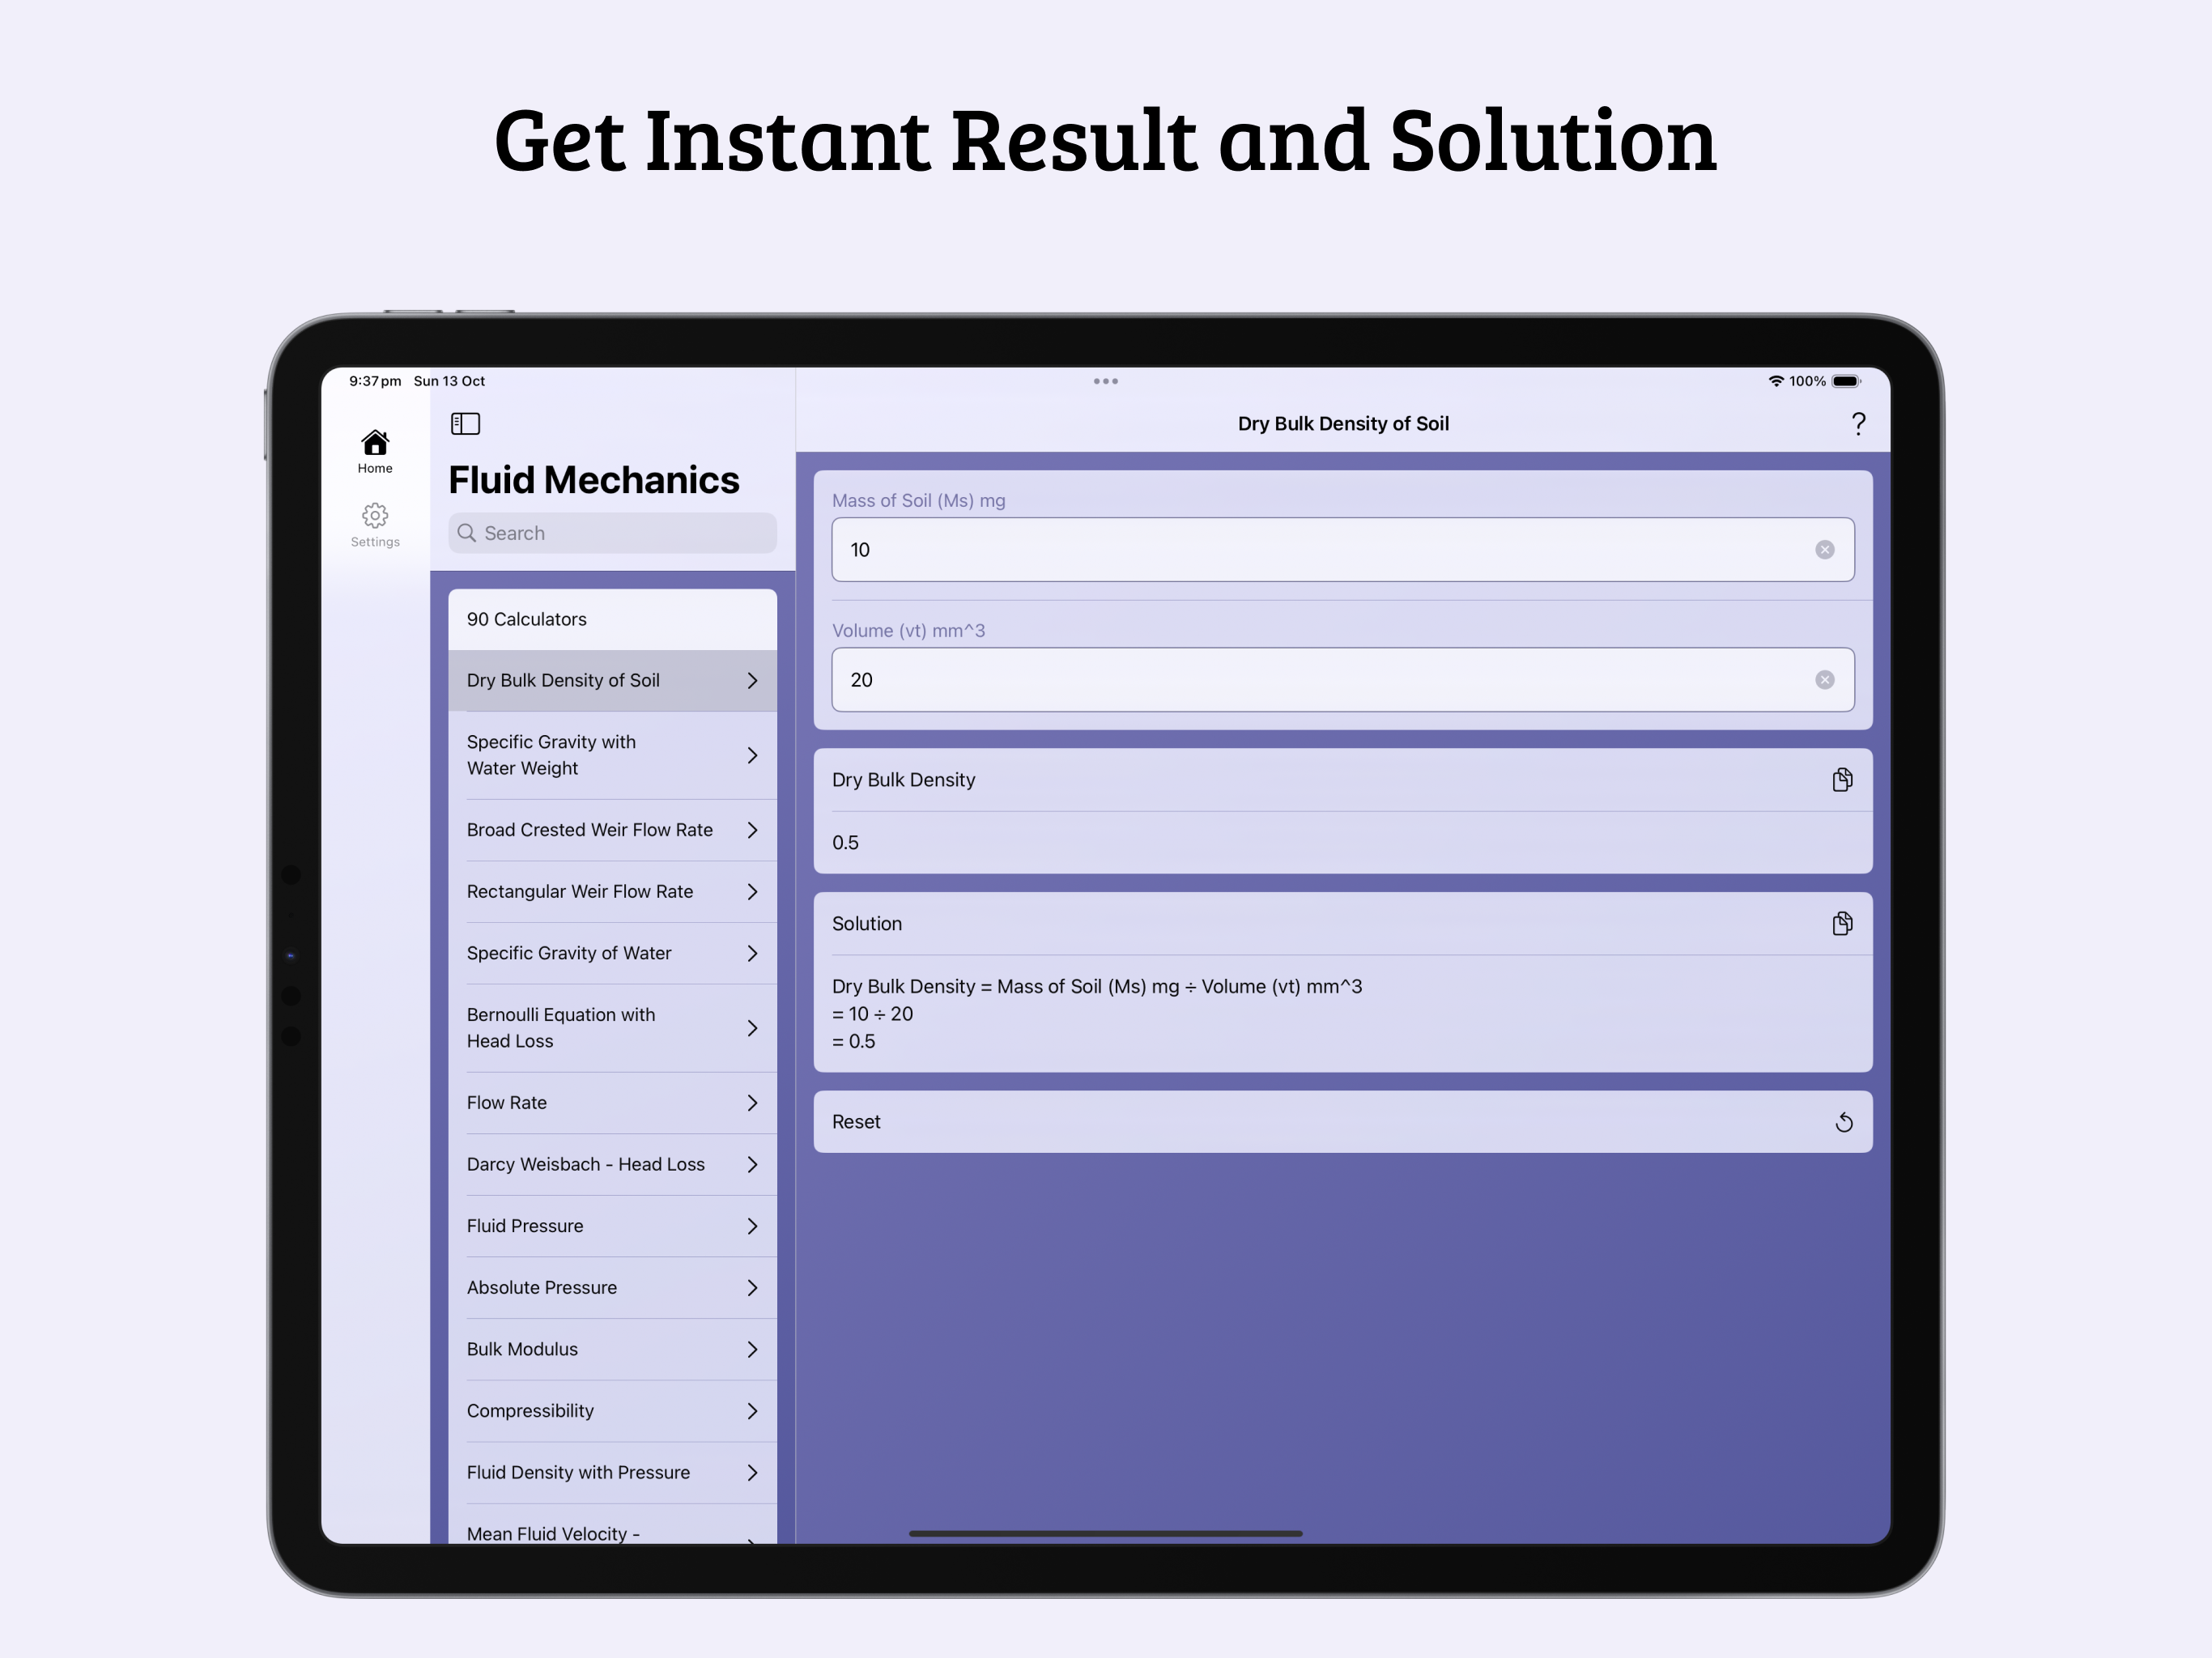 Get Instant Result and Solution
9:37 pm Sun 13 Oct
100%
Home
Settings
Fluid Mechanics
Search
90 Calculators
Dry Bulk Density of Soil
Specific Gravity with
Water Weight
Broad Crested Weir Flow Rate
Rectangular Weir Flow Rate
Specific Gravity of Water
Bernoulli Equation with
Head Loss
Flow Rate
Darcy Weisbach - Head Loss
Fluid Pressure
Absolute Pressure
Bulk Modulus
Compressibility
Fluid Density with Pressure
Mean Fluid Velocity -
Dry Bulk Density of Soil
?
Mass of Soil (Ms) mg
10
Volume (vt) mm^3
20
Dry Bulk Density
0.5
Solution
Dry Bulk Density = Mass of Soil (Ms) mg ÷ Volume (vt) mm^3
= 10 ÷ 20
= 0.5
Reset